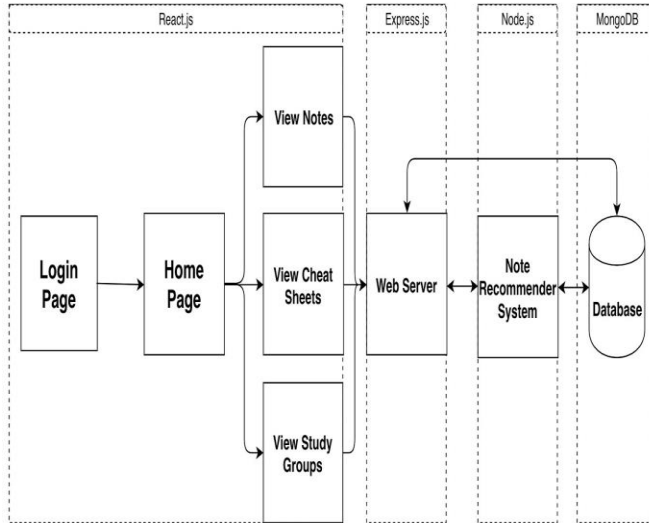 React.js
Express.js
Node.js
MongoDB
View Notes
Login
Page
Home
Page
View Cheat
Sheets
Web Server
Note
Recommender
System
Database
View Study
Groups